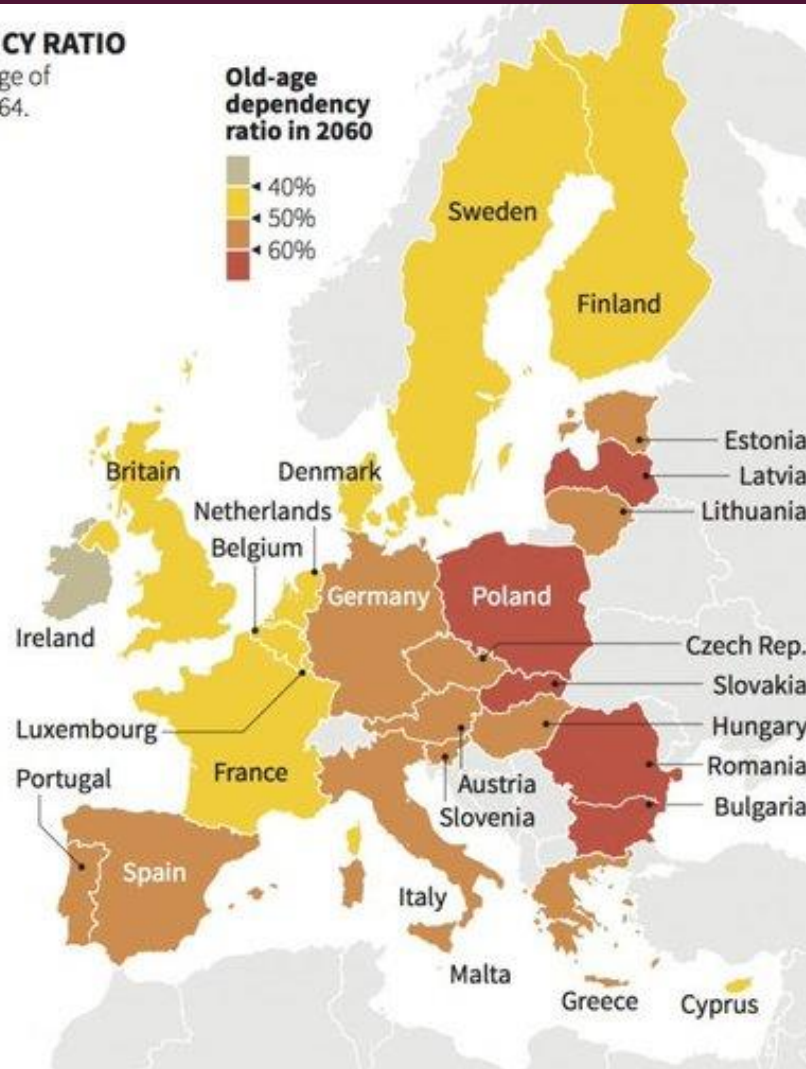 CY RATIO
ge of
64.
Old-age
dependency
ratio in 2060
40%
50%
60%
Sweden
Finland
Estonia
Britain
Denmark
Latvia
Netherlands
Lithuania
Belgium
Germany
Poland
Ireland
Czech Rep.
Slovakia
Luxembourg
Hungary
Portugal
France
Romania
Austria
Bulgaria
Slovenia
Spain
Italy
Malta
Greece
Cyprus